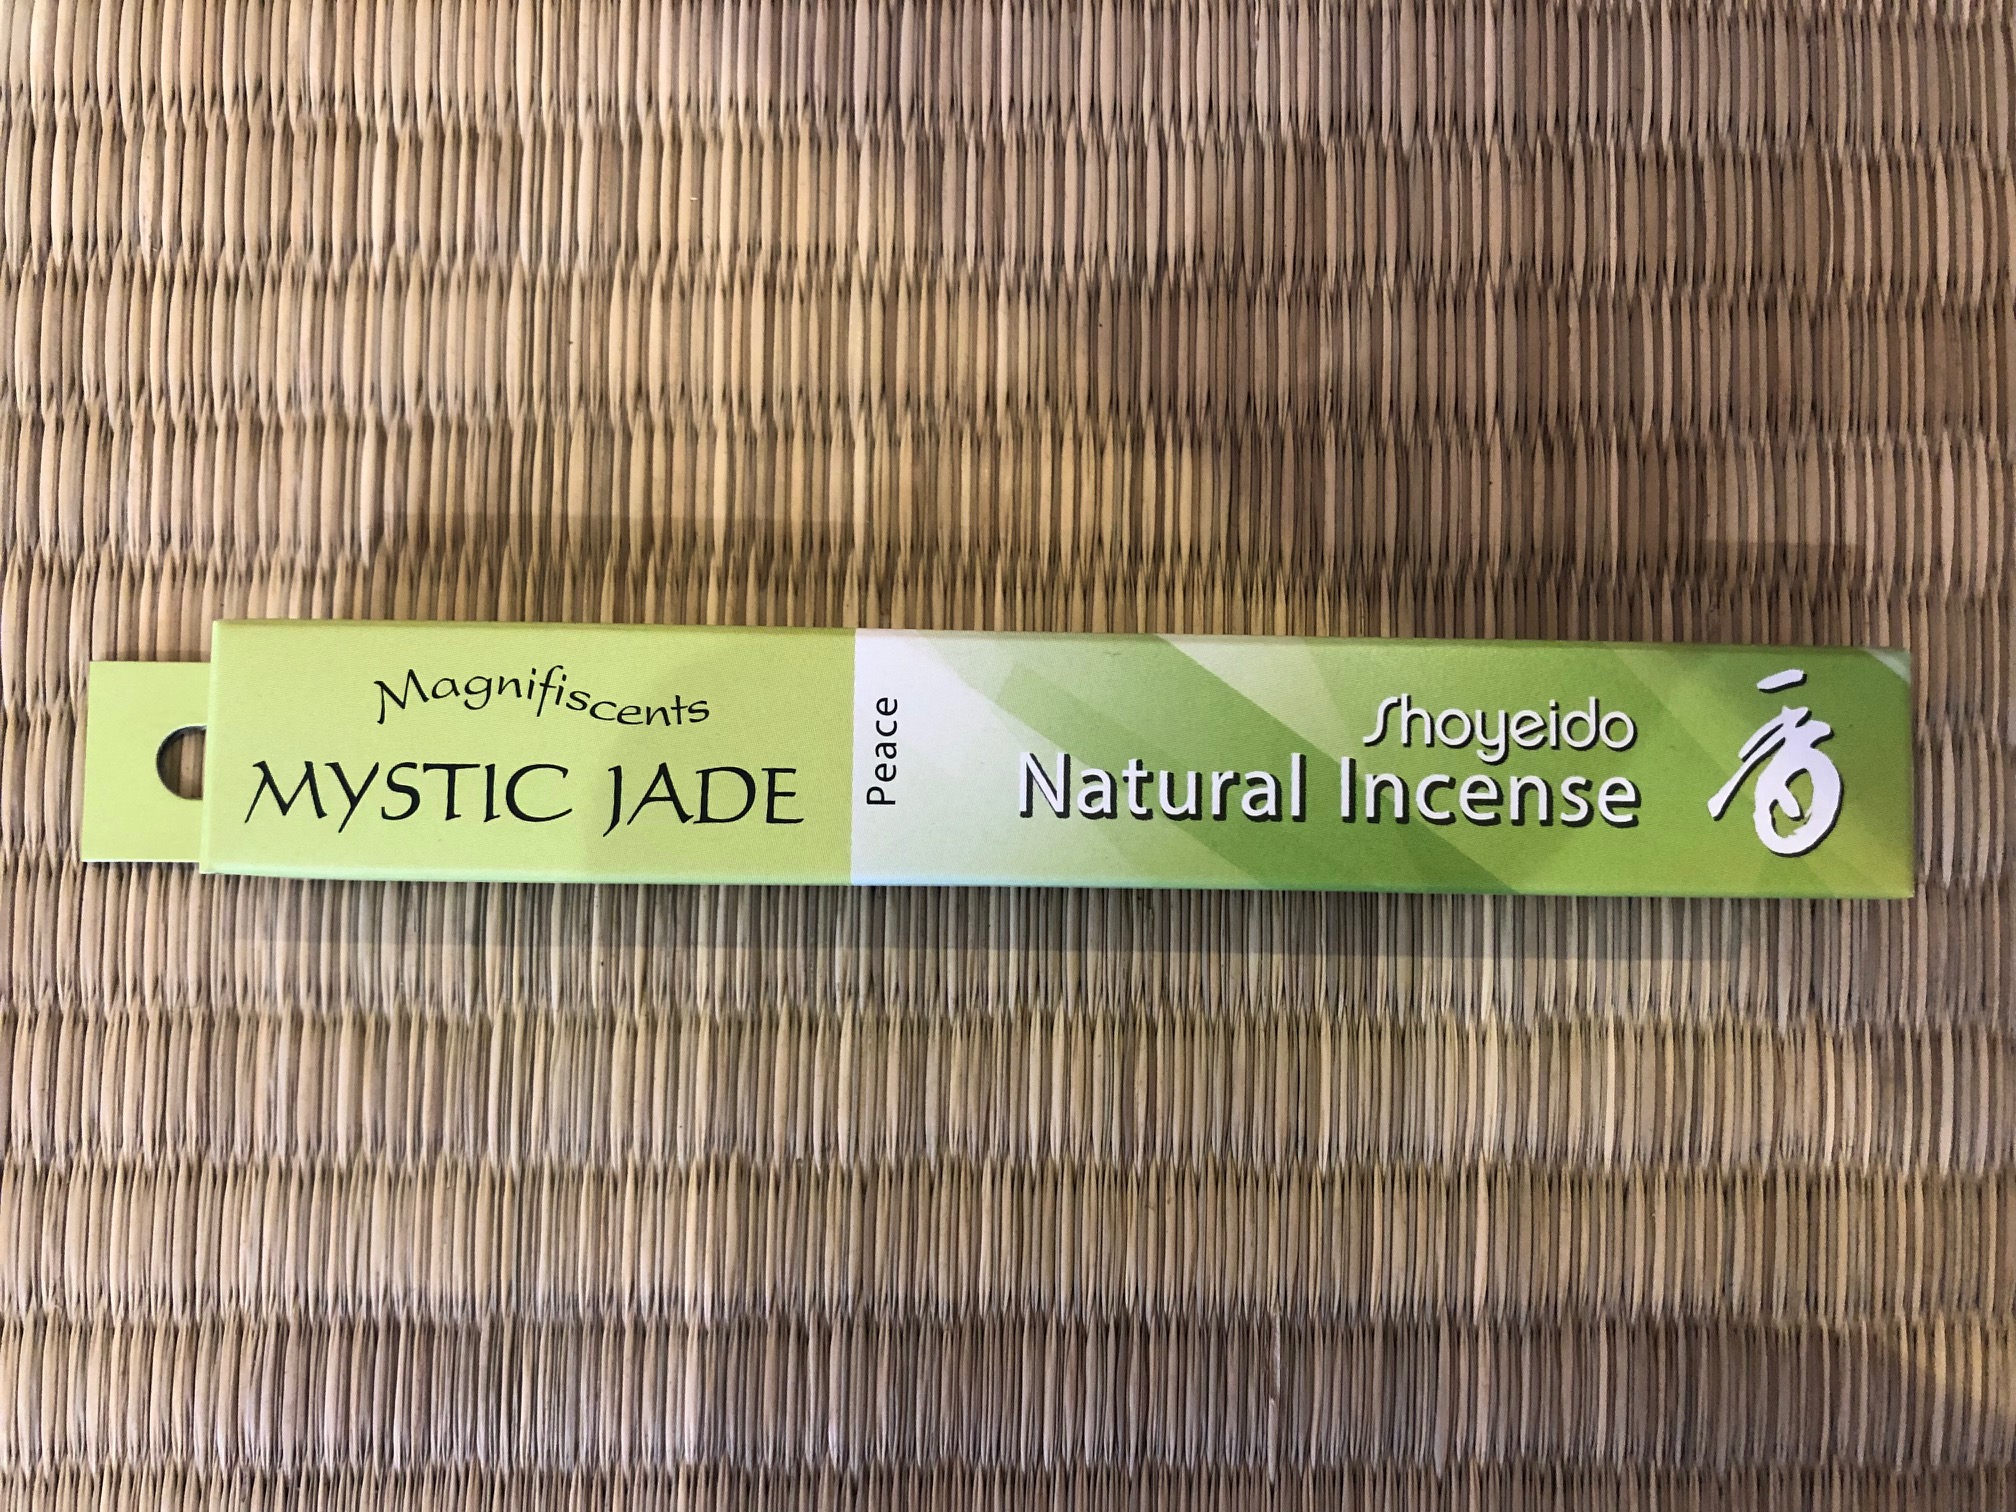 Magnifiscents
MYSTIC JADE
Peace
Shoyeido
Natural Incense
香